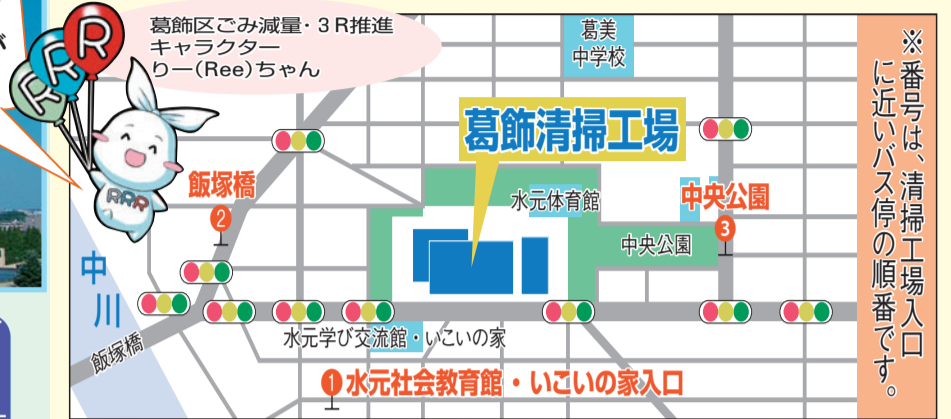 が
葛飾区ごみ減量・3R推進
キャラクター
りー(Ree)ちゃん
R
R
R
RRR
葛美
中学校
葛飾清掃工場
飯塚橋
②
水元体育館
中央公園
③
中央公園
中川
飯塚橋
水元学び交流館・いこいの家
①水元社会教育館・いこいの家入口
※番号は、清掃工場入口
に近いバス停の順番です。